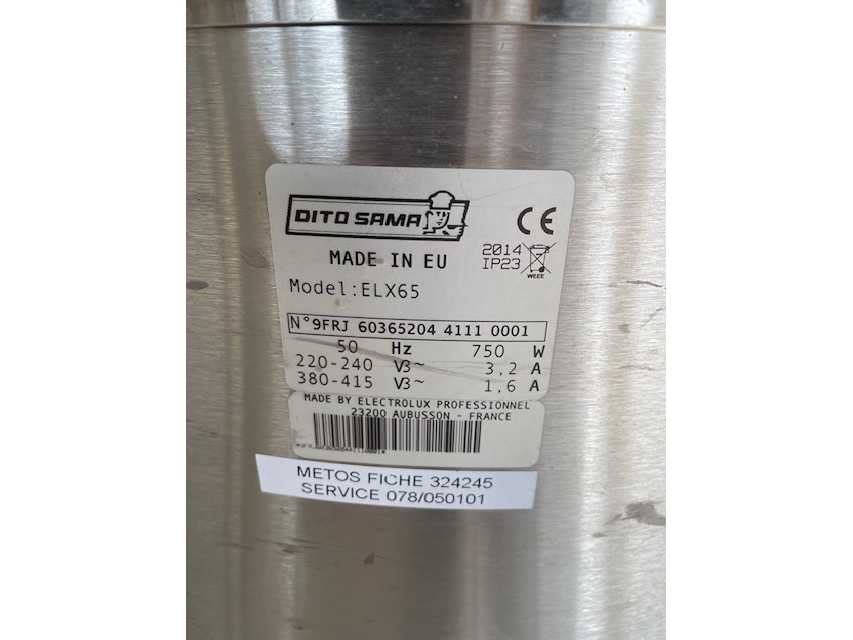 DITO SAMA
CE
MADE IN EU
2014
IP23
WEEE
Model:ELX65
N°9FRJ 60365204 4111 0001
50 Hz 750 W
220-240 V3~ 3,2 A
380-415 V3~ 1,6 A
MADE BY ELECTROLUX PROFESSIONNEL
23200 AUBUSSON - FRANCE
METOS FICHE 324245
SERVICE 078/050101